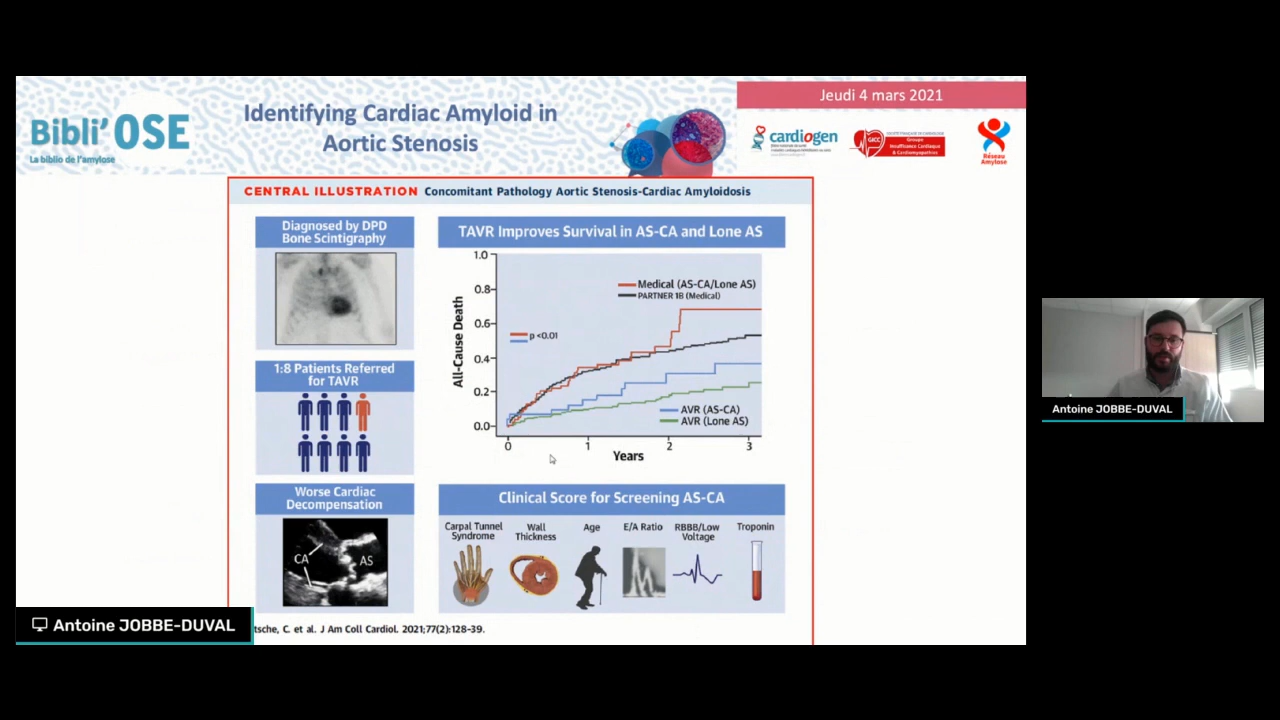 Jeudi 4 mars 2021
Bibli'OSE
La biblio de l'amylose
Identifying Cardiac Amyloid in
Aortic Stenosis
cardiogen
GICC
Groupe
Insuffisance Cardiaque
& Cardiomyopathies
Réseau
Amylose
CENTRAL ILLUSTRATION Concomitant Pathology Aortic Stenosis-Cardiac Amyloidosis
Diagnosed by DPD
Bone Scintigraphy
1:8 Patients Referred
for TAVR
Worse Cardiac
Decompensation
CA
AS
TAVR Improves Survival in AS-CA and Lone AS
All-Cause Death
1.0
0.8
0.6
0.4
0.2
0.0
Medical (AS-CA/Lone AS)
PARTNER 1B (Medical)
p <0.01
AVR (AS-CA)
AVR (Lone AS)
0 1 2 3
Years
Clinical Score for Screening AS-CA
Carpal Tunnel
Syndrome
Wall
Thickness
Age
E/A Ratio
RBBB/Low
Voltage
Troponin
tsche, C. et al. J Am Coll Cardiol. 2021;77(2):128-39.
Antoine JOBBE-DUVAL
Antoine JOBBE-DUVAL